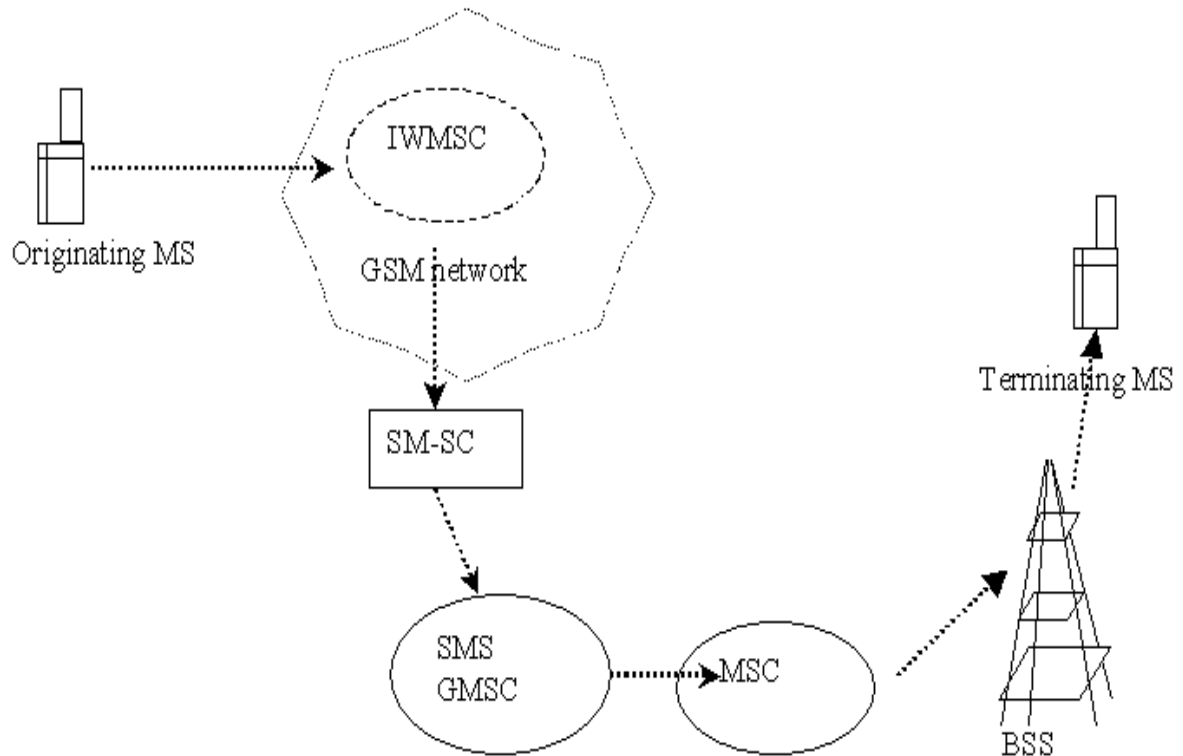 IWMSC
Originating MS
GSM network
Terminating MS
SM-SC
SMS
GMSC
MSC
BSS